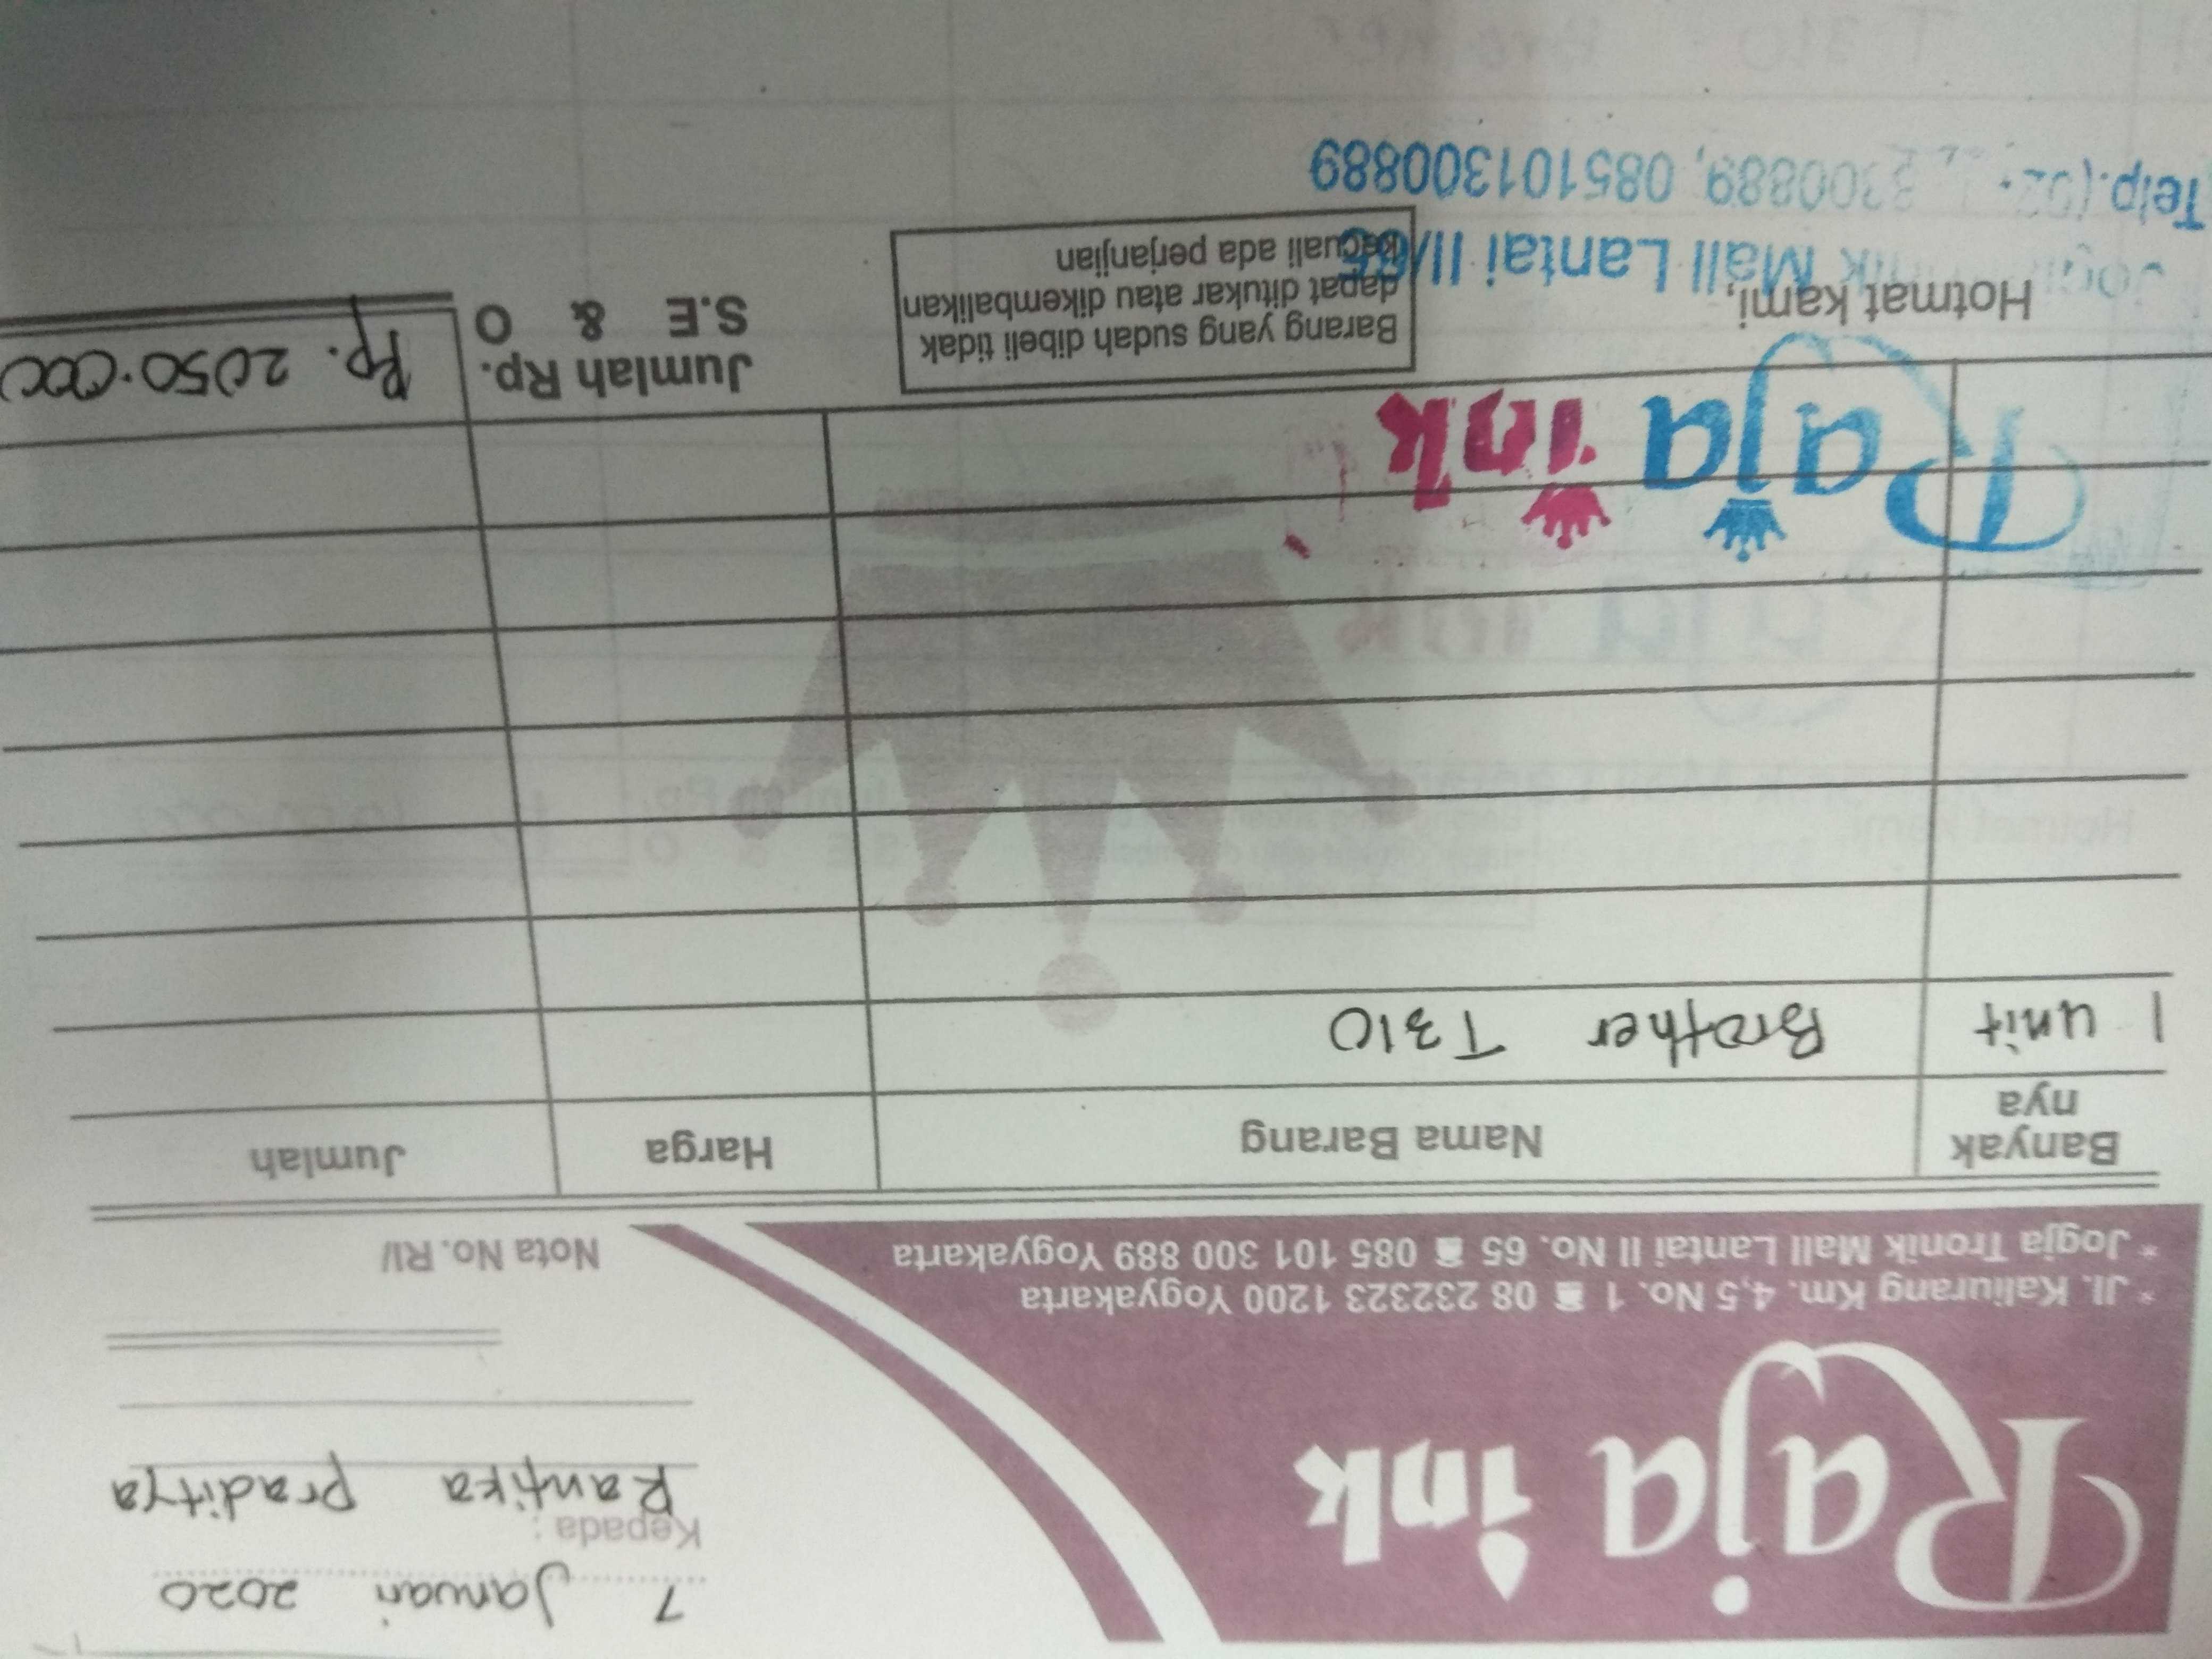 Raja ink
* Jl. Kaliurang Km. 4,5 No. 1 ☎ 08 232323 1200 Yogyakarta
* Jogja Tronik Mall Lantai II No. 65 ☎ 085 101 300 889 Yogyakarta
7 Januari 2020
Kepada :
Rantika Praditya
Nota No. RI/
Banyak nya Nama Barang Harga Jumlah
1 unit Brother T310
Raja ink
Jumlah Rp. Rp. 2050.000
S.E & O
Barang yang sudah dibeli tidak
dapat ditukar atau dikembalikan
kecuali ada perjanjian
Hotmat kami,
Mall Lantai II/65
Telp. 085101300889